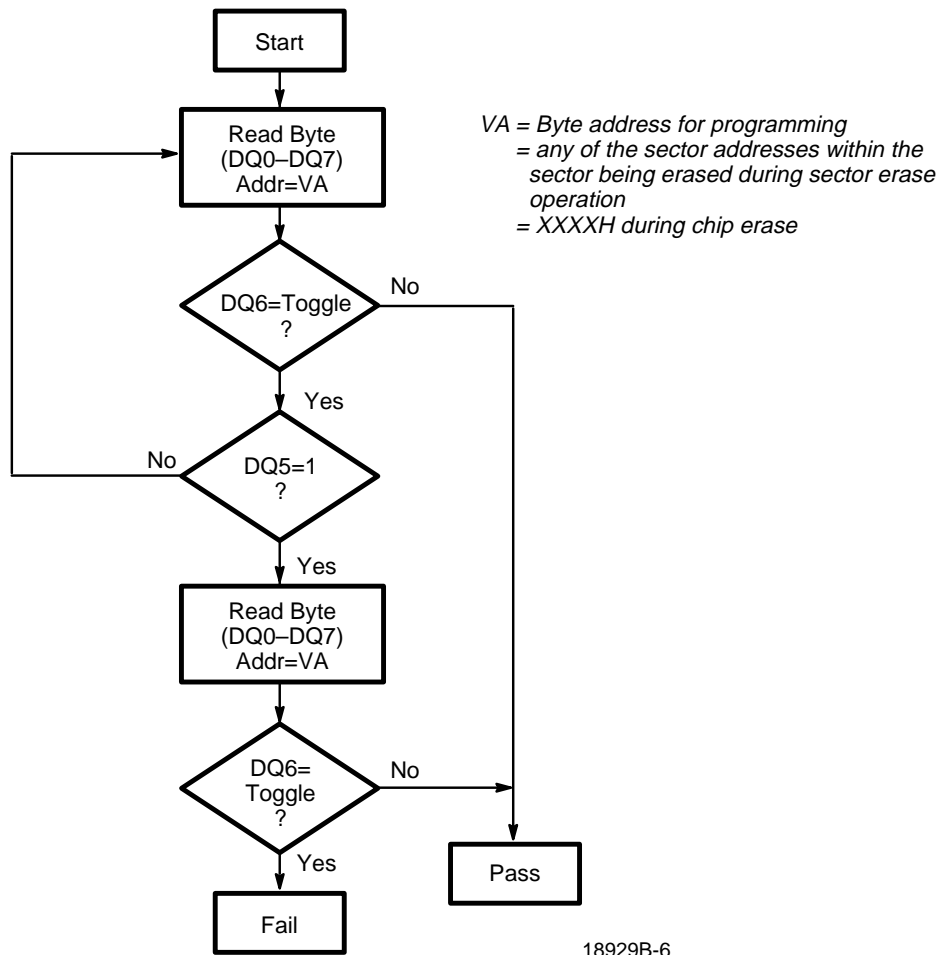 Start
Read Byte
(DQ0–DQ7)
Addr=VA
VA = Byte address for programming
= any of the sector addresses within the
sector being erased during sector erase
operation
= XXXXH during chip erase
DQ6=Toggle
?
No
Yes
No
DQ5=1
?
Yes
Read Byte
(DQ0–DQ7)
Addr=VA
DQ6=
Toggle
?
No
Yes
Pass
Fail
18929B-6